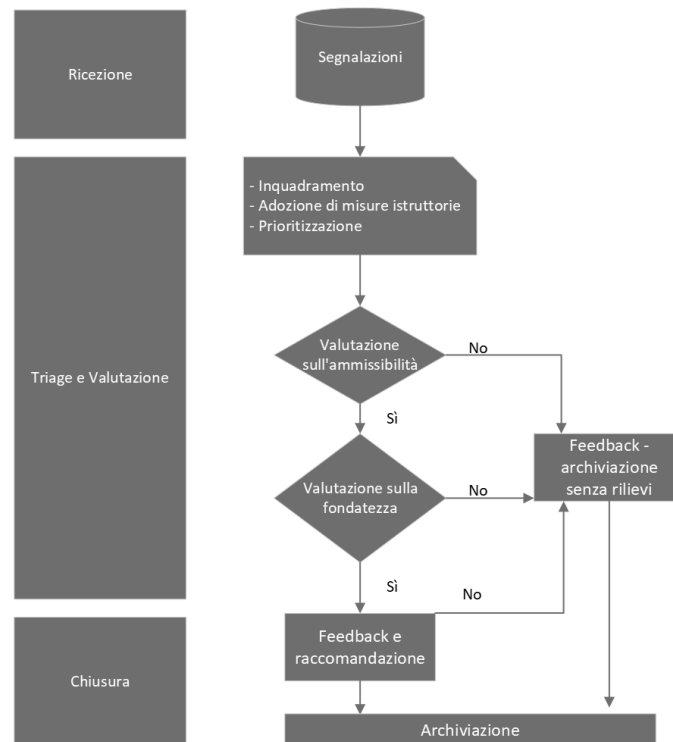 Ricezione
Segnalazioni
- Inquadramento
- Adozione di misure istruttorie
- Prioritizzazione
Triage e Valutazione
Valutazione
sull'ammissibilità
No
Sì
Feedback -
archiviazione
senza rilievi
Valutazione sulla
fondatezza
No
Sì
No
Feedback e
raccomandazione
Chiusura
Archiviazione